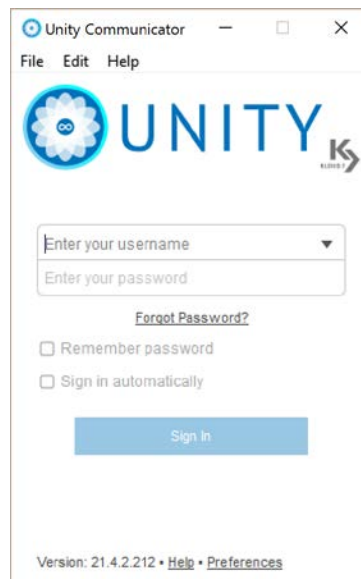 Unity Communicator
File Edit Help
UNITY
Enter your username
Enter your password
Forgot Password?
Remember password
Sign in automatically
Sign In
Version: 21.4.2.212 • Help • Preferences